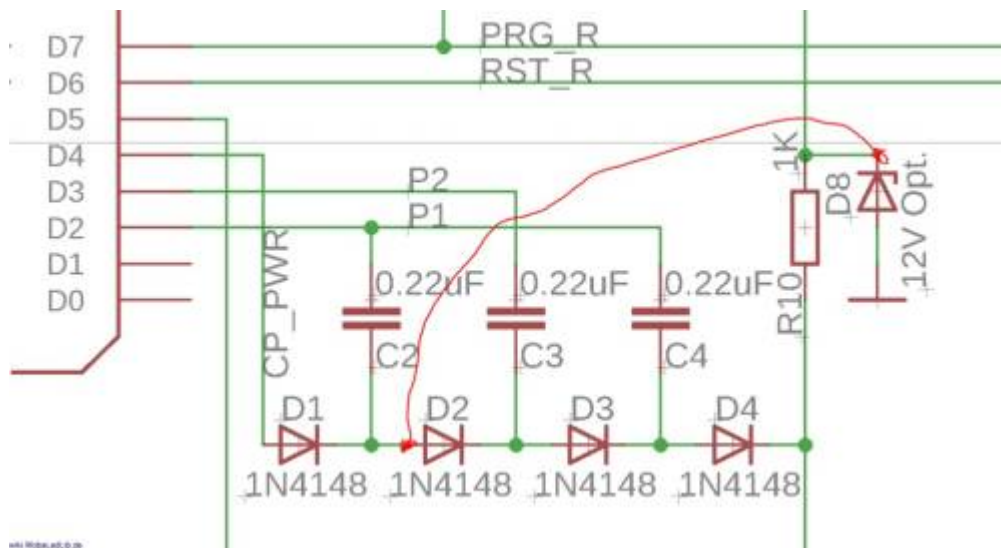 D7
PRG_R
D6
RST_R
D5
D4
D3
P2
D2
P1
D1
D0
CP_PWR
0.22uF
0.22uF
0.22uF
C2
C3
C4
1K
R10
D8
12V Opt.
D1
D2
D3
D4
1N4148
1N4148
1N4148
1N4148